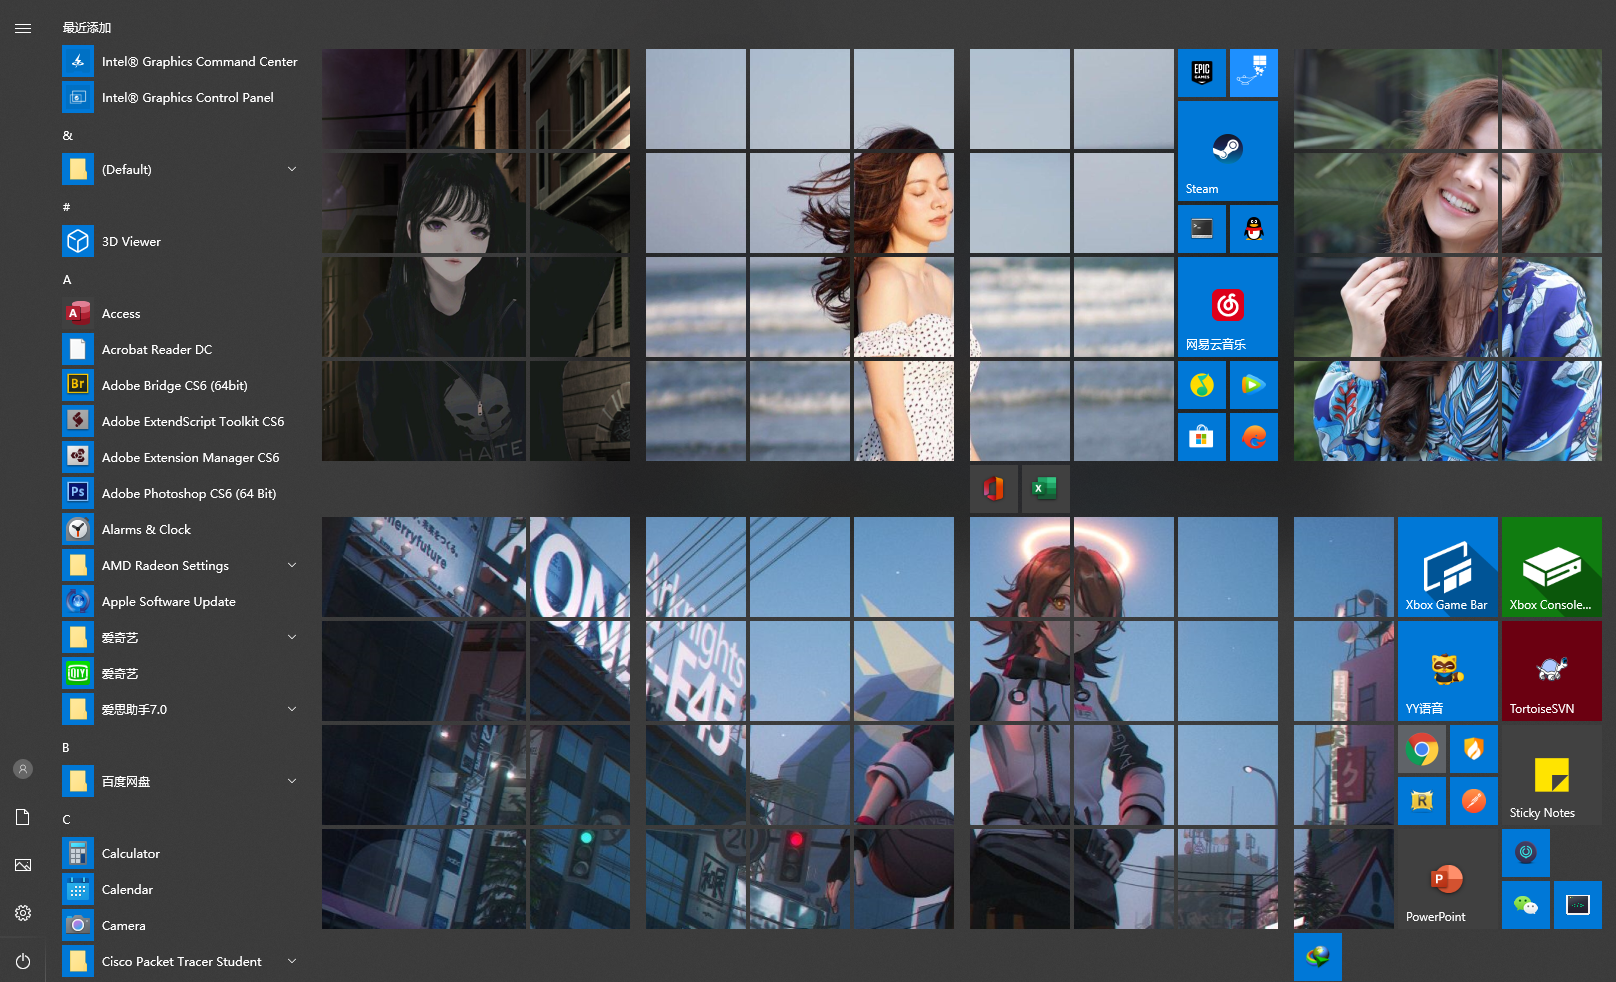 最近添加
Intel® Graphics Command Center
Intel® Graphics Control Panel
&
(Default)
#
3D Viewer
A
Access
Acrobat Reader DC
Adobe Bridge CS6 (64bit)
Adobe ExtendScript Toolkit CS6
Adobe Extension Manager CS6
Adobe Photoshop CS6 (64 Bit)
Alarms & Clock
AMD Radeon Settings
Apple Software Update
爱奇艺
爱奇艺
爱思助手7.0
B
百度网盘
C
Calculator
Calendar
Camera
Cisco Packet Tracer Student
HATE
EPIC GAMES
Steam
网易云音乐
merryfuture
Arknights
Xbox Game Bar
Xbox Console...
YY语音
TortoiseSVN
Sticky Notes
PowerPoint
20